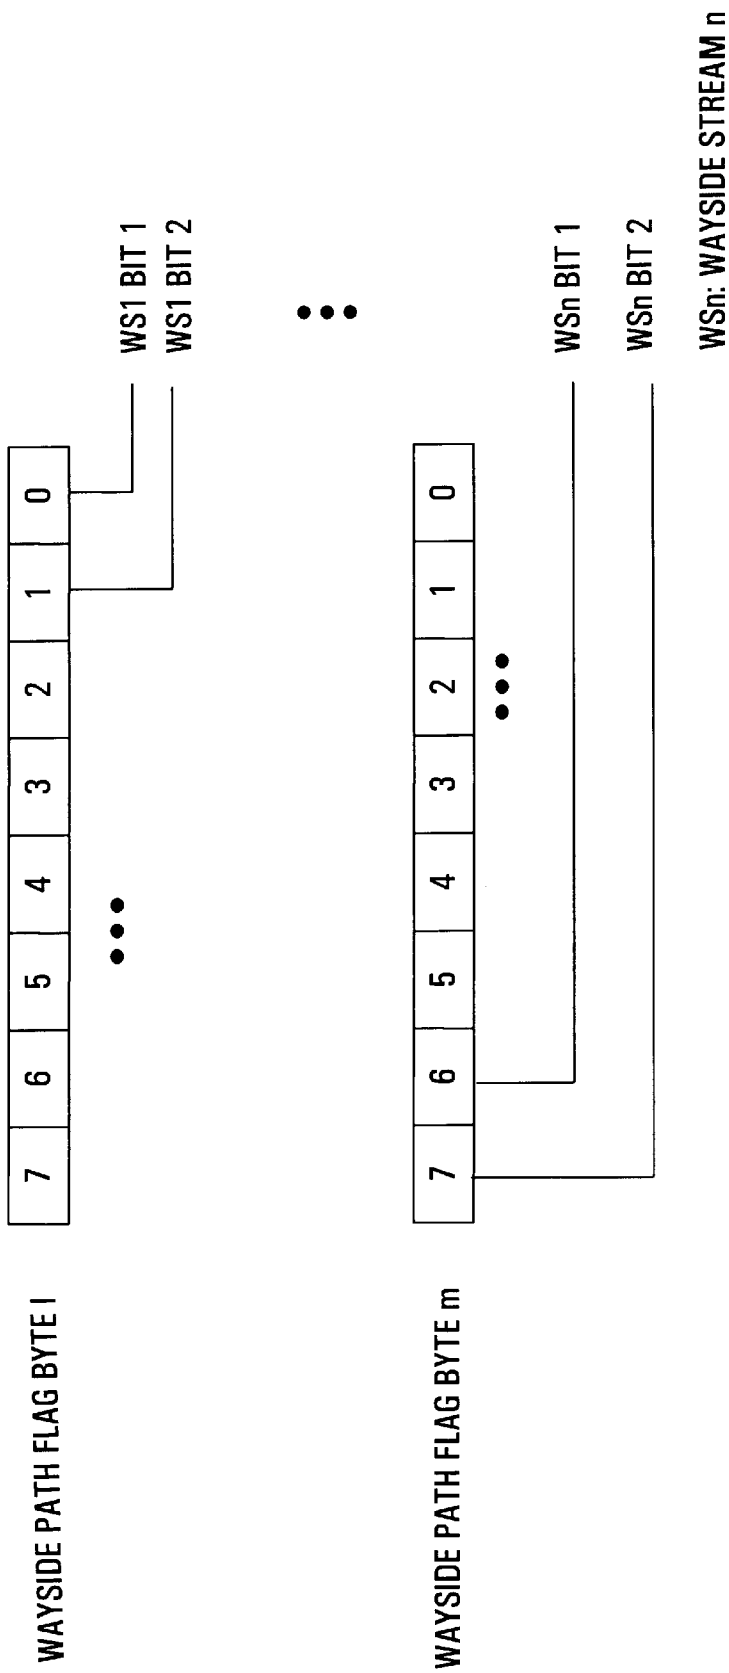 WAYSIDE PATH FLAG BYTE l
7 6 5 4 3 2 1 0
WS1 BIT 1
WS1 BIT 2
WAYSIDE PATH FLAG BYTE m
7 6 5 4 3 2 1 0
WSn BIT 1
WSn BIT 2
WSn: WAYSIDE STREAM n